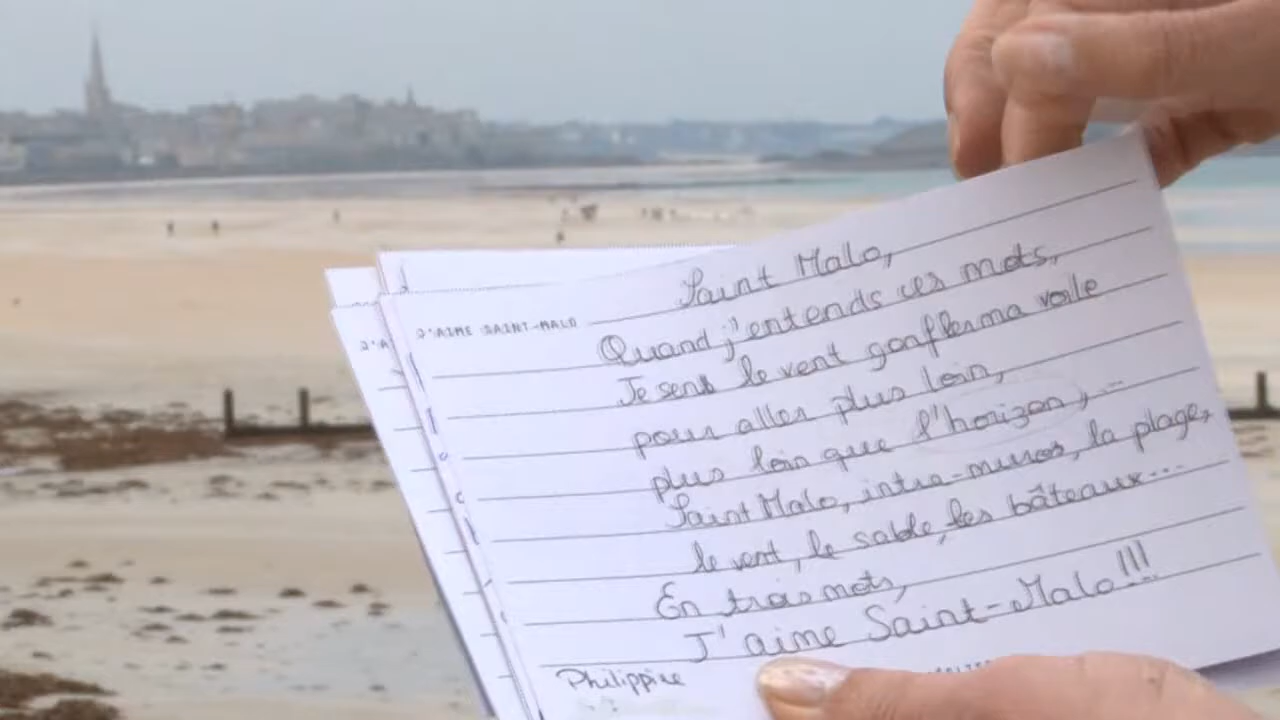 Saint Malo,
J'AIME SAINT-MALO
Quand j'entends ces mots,
Je sens le vent gonfler ma voile
pour aller plus loin,
plus loin que l'horizon, ...
Saint Malo, intra-muros, la plage,
le vent, le sable, les bâteaux...
En trois mots,
J'aime Saint-Malo!!!
Philippine